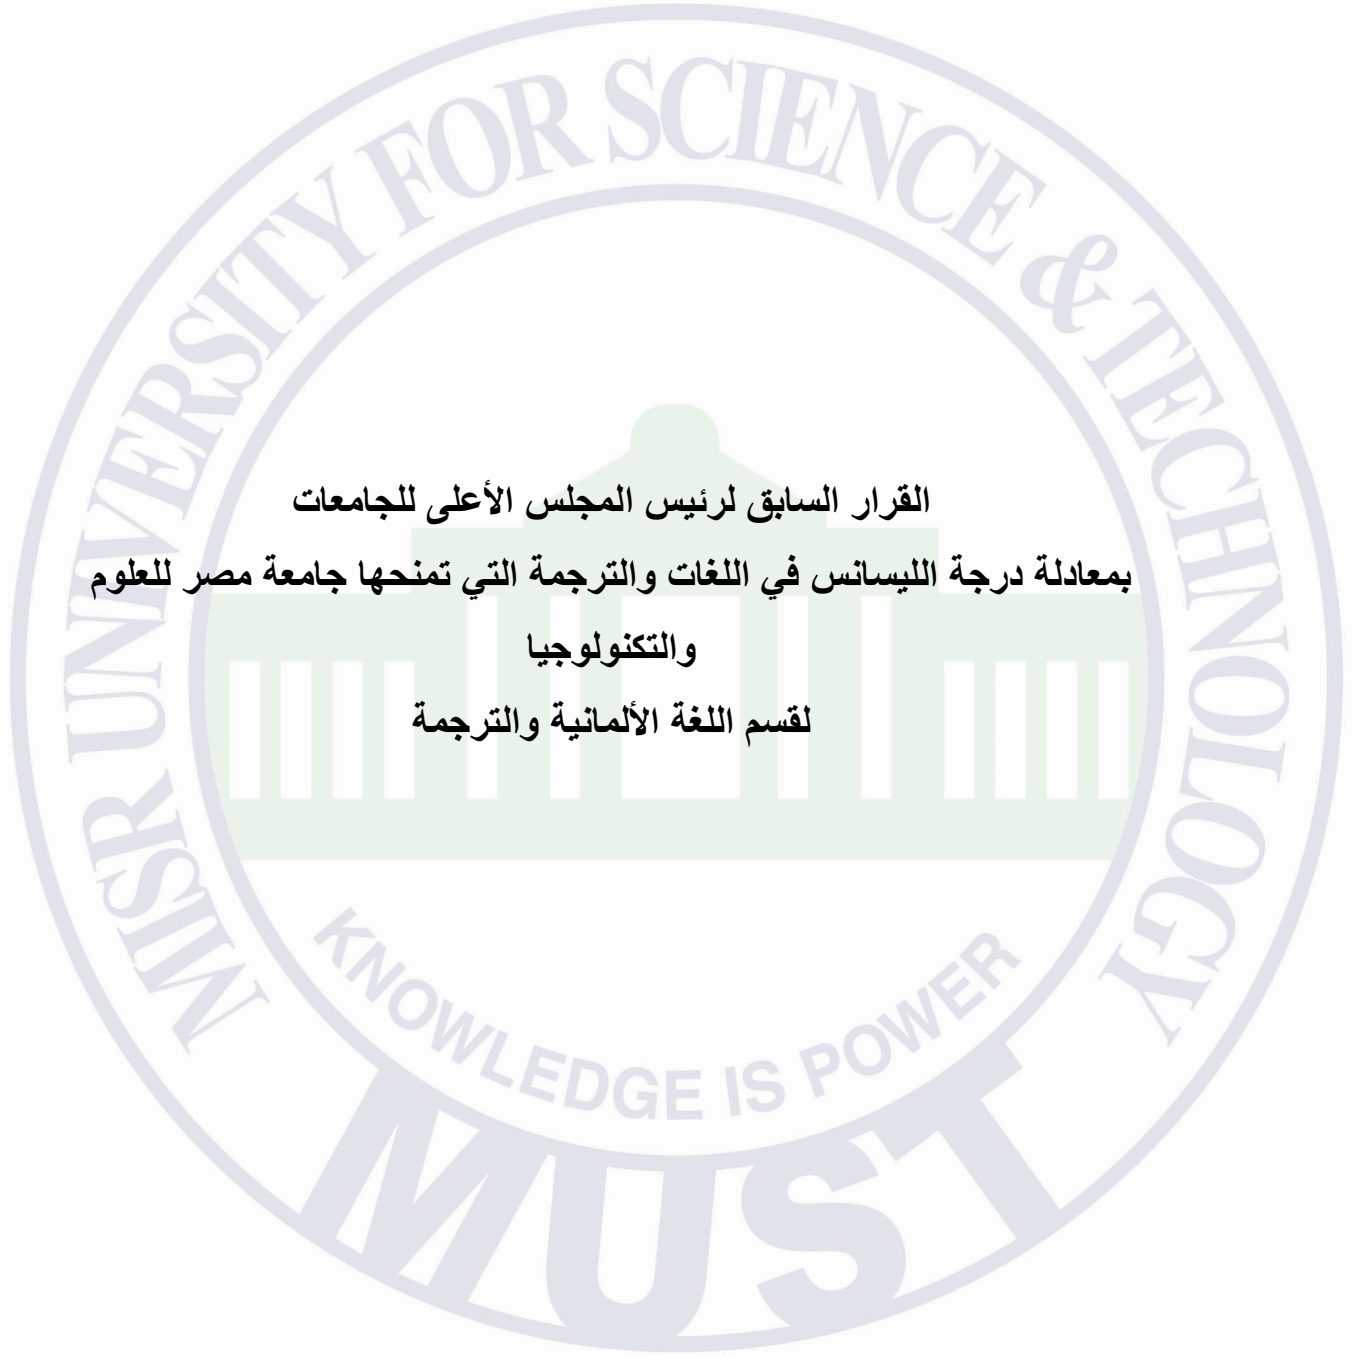 القرار السابق لرئيس المجلس الأعلى للجامعات
بمعادلة درجة الليسانس في اللغات والترجمة التي تمنحها جامعة مصر للعلوم
والتكنولوجيا
لقسم اللغة الألمانية والترجمة
MISR UNIVERSITY FOR SCIENCE & TECHNOLOGY
KNOWLEDGE IS POWER
MUST